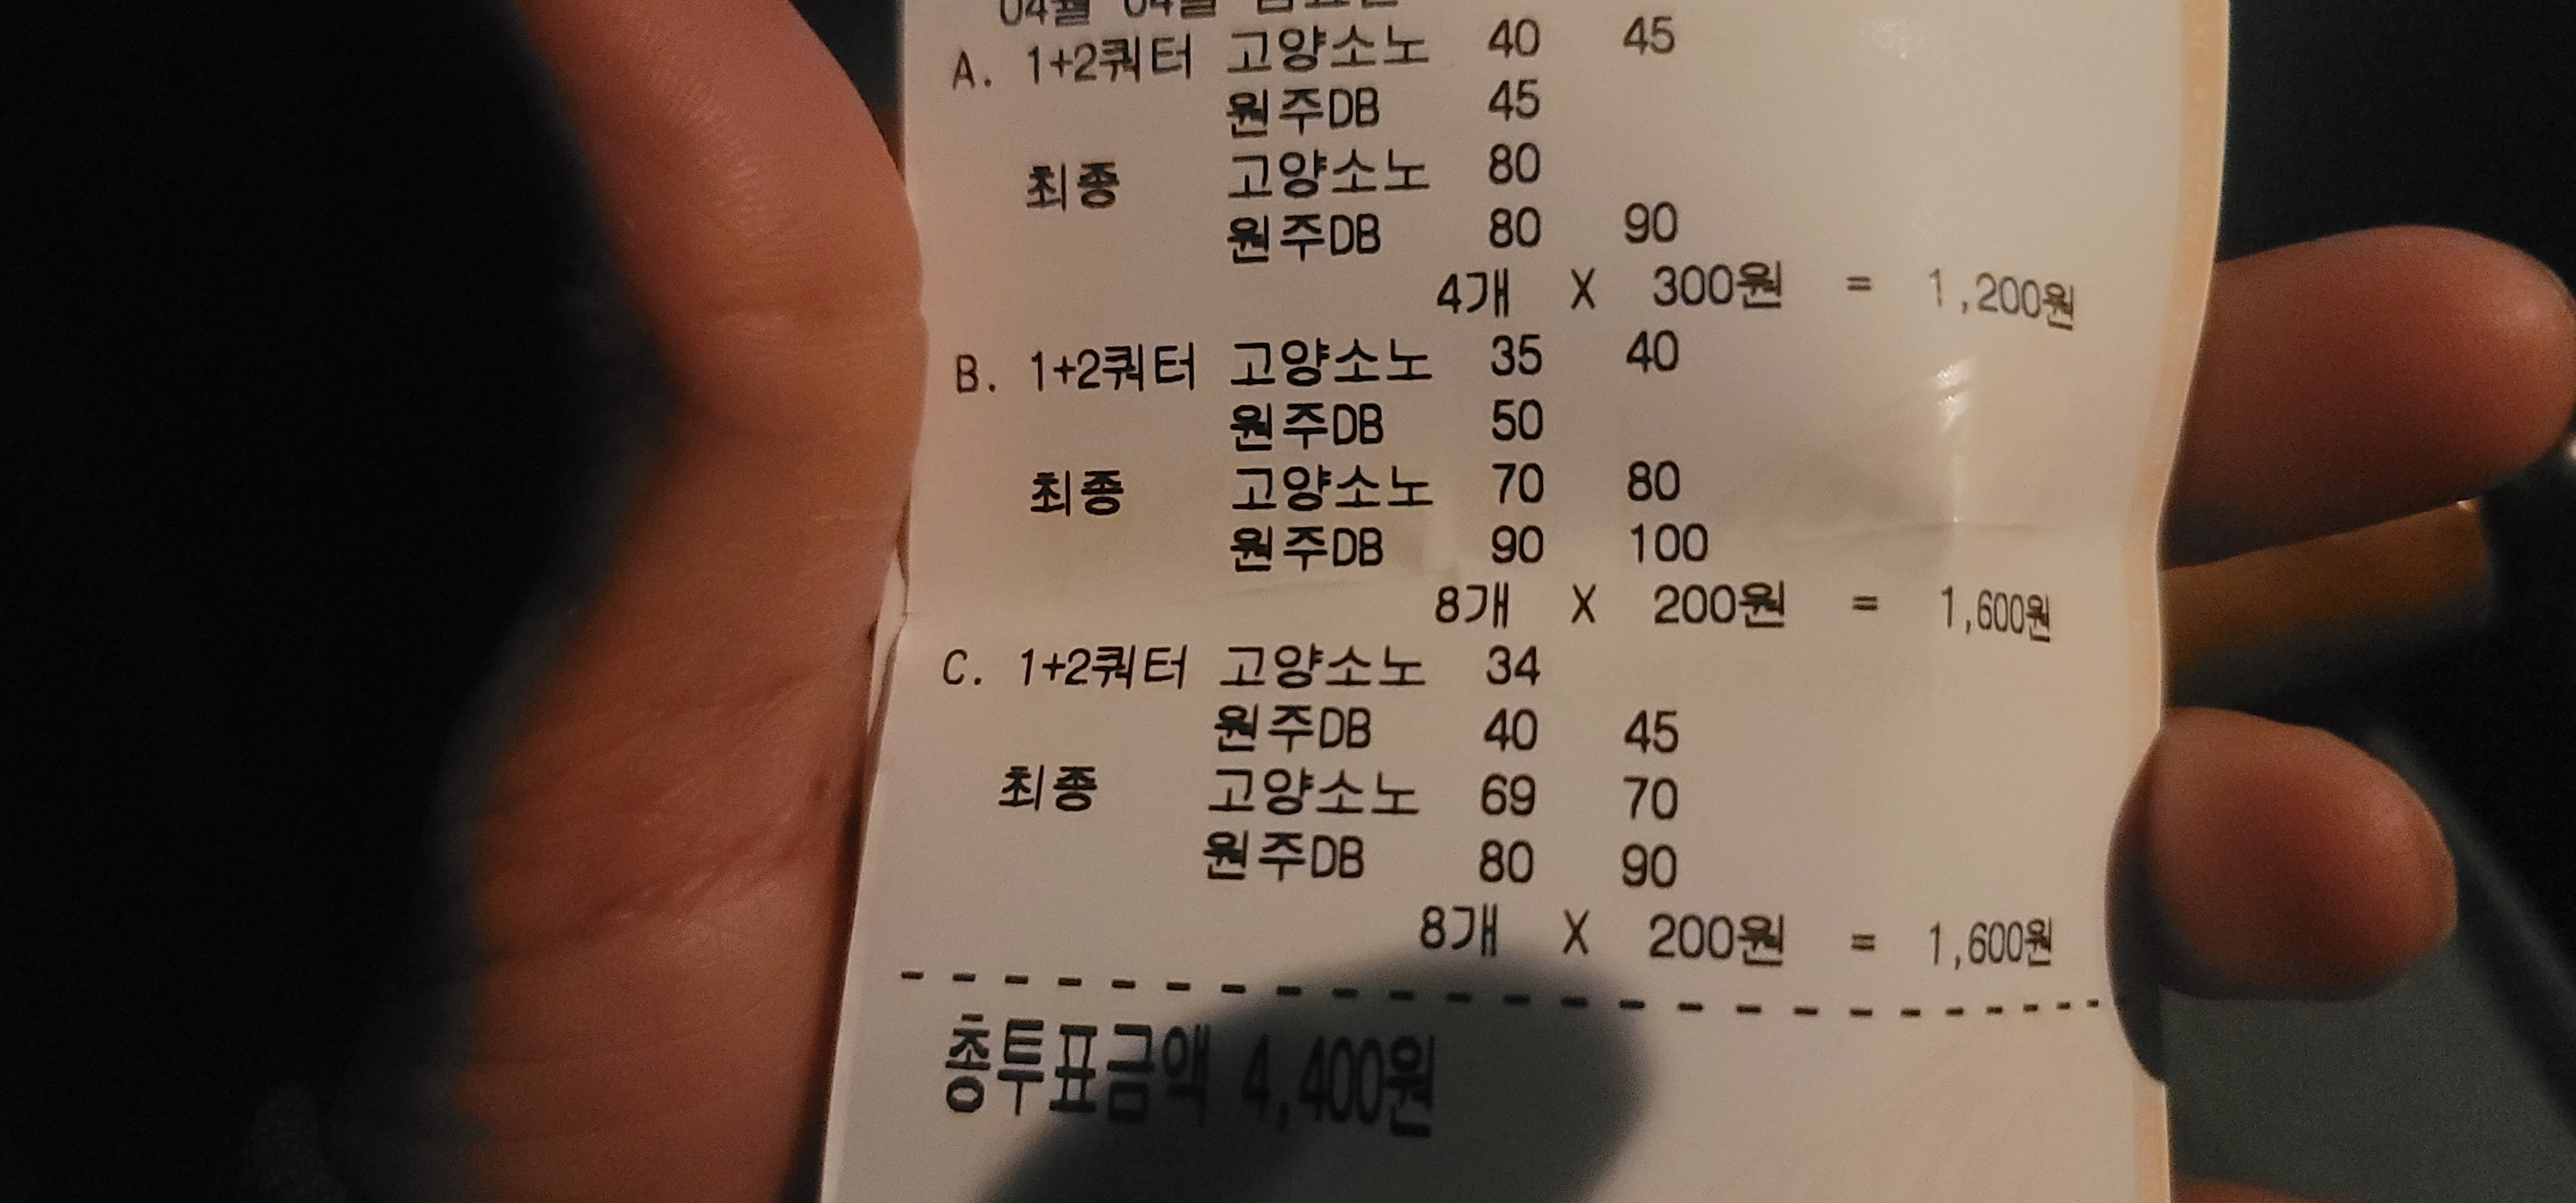 04월 04일
A. 1+2쿼터 고양소노 40 45
원주DB 45
최종 고양소노 80
원주DB 80 90
4개 X 300원 = 1,200원
B. 1+2쿼터 고양소노 35 40
원주DB 50
최종 고양소노 70 80
원주DB 90 100
8개 X 200원 = 1,600원
C. 1+2쿼터 고양소노 34
원주DB 40 45
최종 고양소노 69 70
원주DB 80 90
8개 X 200원 = 1,600원
총투표금액 4,400원